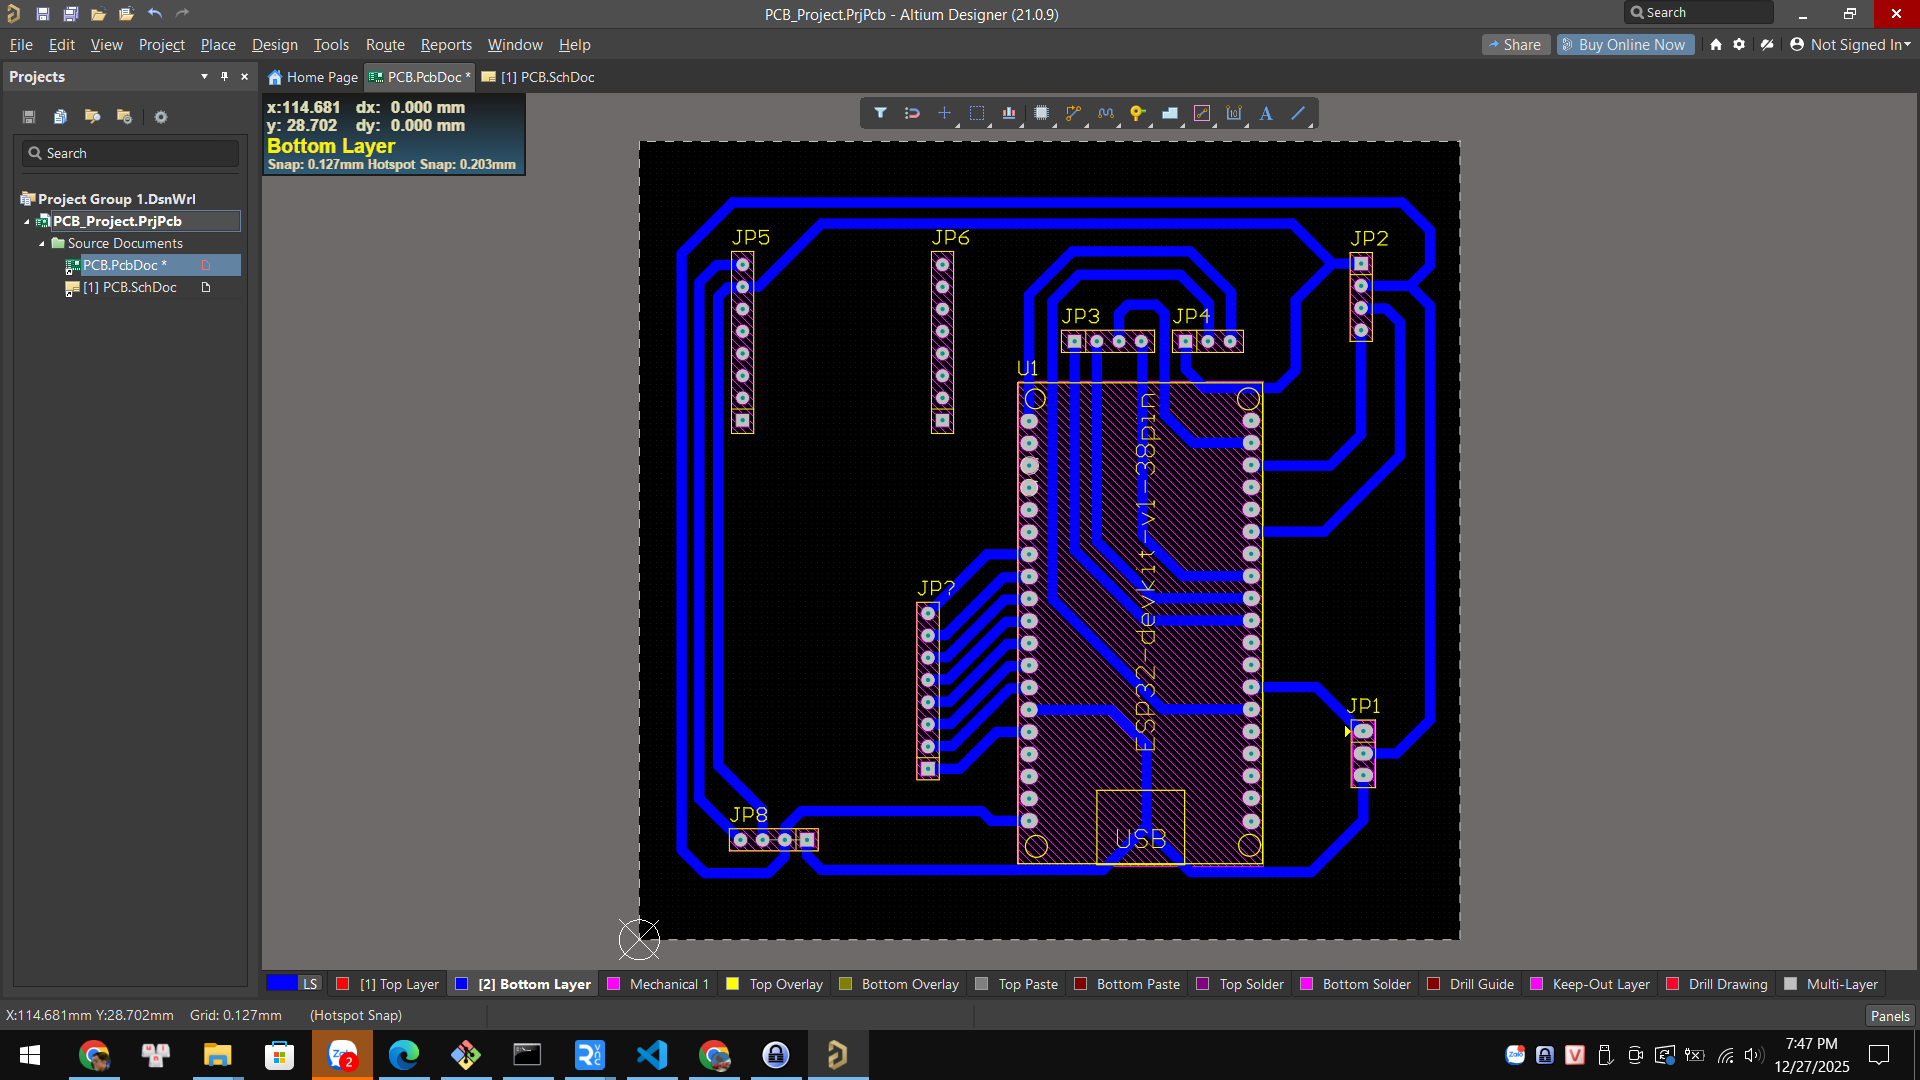 PCB_Project.PrjPcb - Altium Designer (21.0.9)
Search
File Edit View Project Place Design Tools Route Reports Window Help
Share
Buy Online Now
Not Signed In
Projects
Home Page
PCB.PcbDoc *
[1] PCB.SchDoc
x:114.681 dx: 0.000 mm
y: 28.702 dy: 0.000 mm
Bottom Layer
Snap: 0.127mm Hotspot Snap: 0.203mm
Search
Project Group 1.DsnWrl
PCB_Project.PrjPcb
Source Documents
PCB.PcbDoc *
[1] PCB.SchDoc
JP5
JP6
JP2
JP3
JP4
U1
ESP32-devkit-v1-38pin
JP?
JP1
JP8
USB
LS
[1] Top Layer
[2] Bottom Layer
Mechanical 1
Top Overlay
Bottom Overlay
Top Paste
Bottom Paste
Top Solder
Bottom Solder
Drill Guide
Keep-Out Layer
Drill Drawing
Multi-Layer
X:114.681mm Y:28.702mm Grid: 0.127mm (Hotspot Snap)
Panels
Zalo
2
7:47 PM
12/27/2025